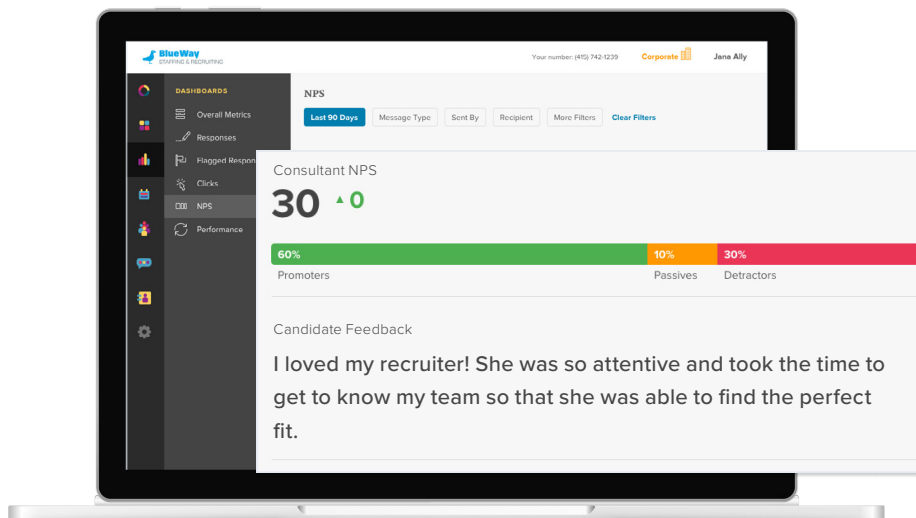 BlueWay
STAFFING & RECRUITING
Your number: (415) 742-1239
Corporate
Jana Ally
DASHBOARDS
Overall Metrics
Responses
Flagged Respon
Clicks
NPS
Performance
NPS
Last 90 Days
Message Type
Sent By
Recipient
More Filters
Clear Filters
Consultant NPS
30 ▲ 0
60% 10% 30%
Promoters Passives Detractors
Candidate Feedback
I loved my recruiter! She was so attentive and took the time to
get to know my team so that she was able to find the perfect
fit.